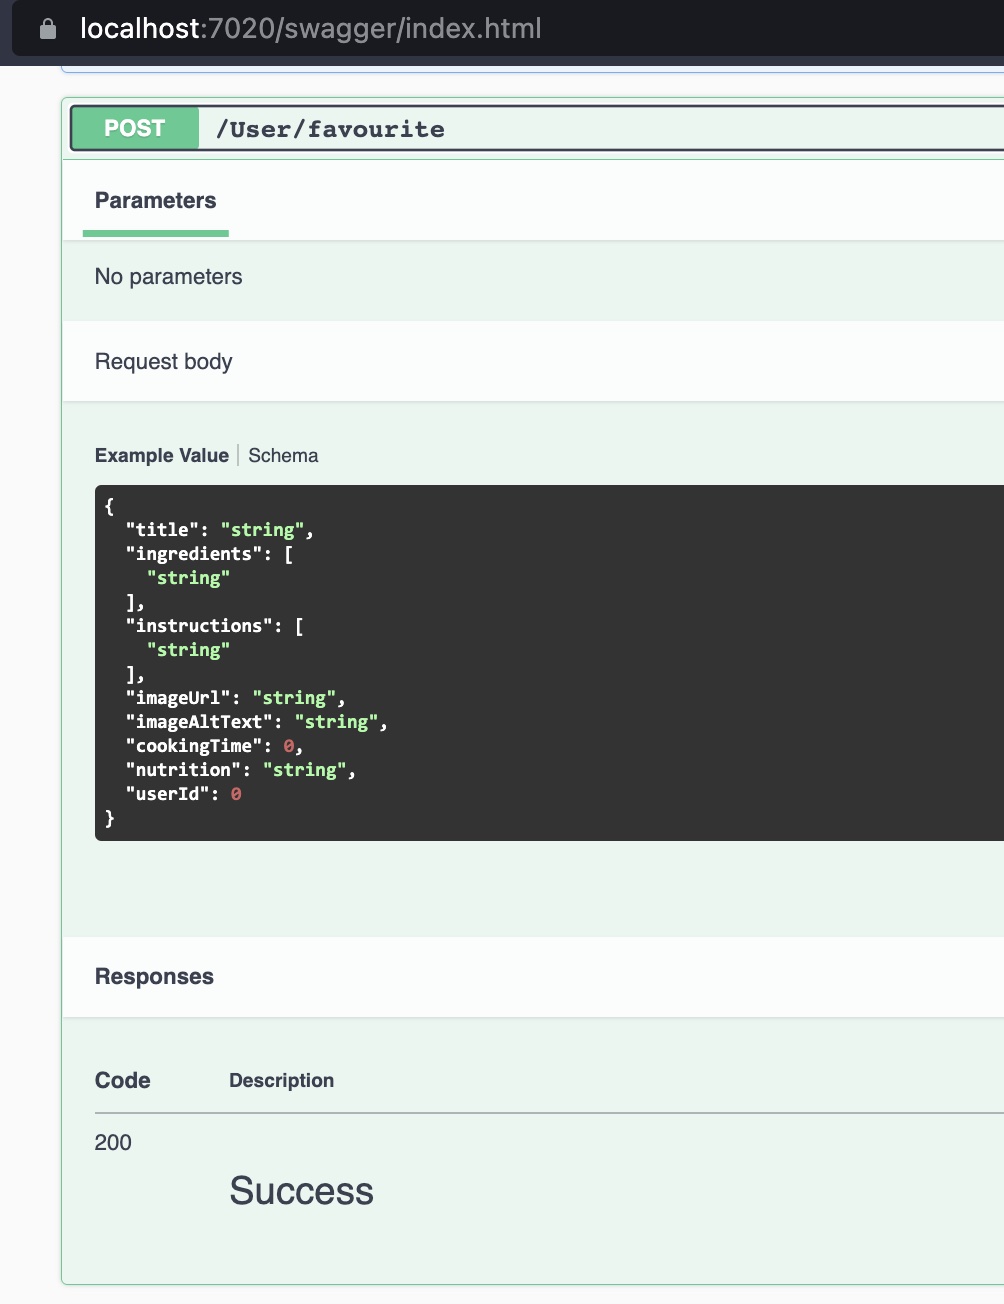 localhost:7020/swagger/index.html
POST /User/favourite
Parameters
No parameters
Request body
Example Value Schema
{
  "title": "string",
  "ingredients": [
    "string"
  ],
  "instructions": [
    "string"
  ],
  "imageUrl": "string",
  "imageAltText": "string",
  "cookingTime": 0,
  "nutrition": "string",
  "userId": 0
}
Responses
Code Description
200
Success